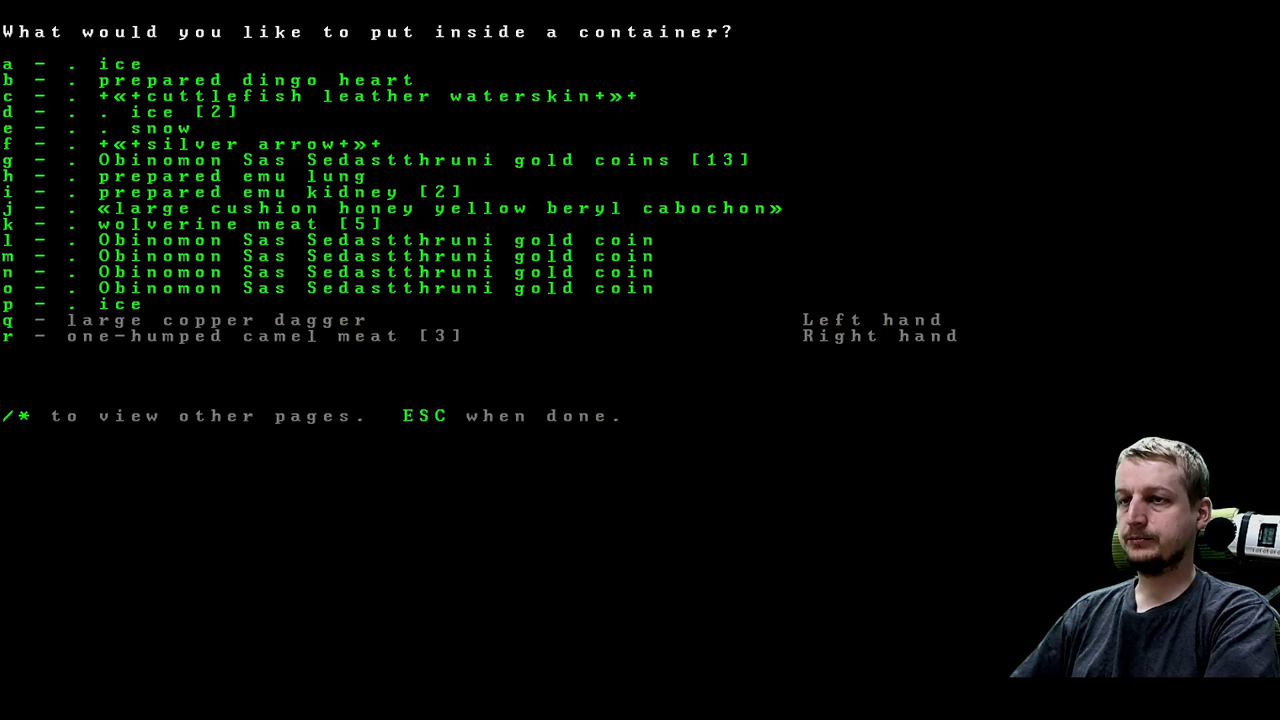 What would you like to put inside a container?
a - . ice
b - . prepared dingo heart
c - . +«+cuttlefish leather waterskin+»+
d - . . ice [2]
e - . . snow
f - . +«+silver arrow+»+
g - . Obinomon Sas Sedastthruni gold coins [13]
h - . prepared emu lung
i - . prepared emu kidney [2]
j - . «large cushion honey yellow beryl cabochon»
k - . wolverine meat [5]
l - . Obinomon Sas Sedastthruni gold coin
m - . Obinomon Sas Sedastthruni gold coin
n - . Obinomon Sas Sedastthruni gold coin
o - . Obinomon Sas Sedastthruni gold coin
p - . ice
q - large copper dagger Left hand
r - one-humped camel meat [3] Right hand
/* to view other pages. ESC when done.